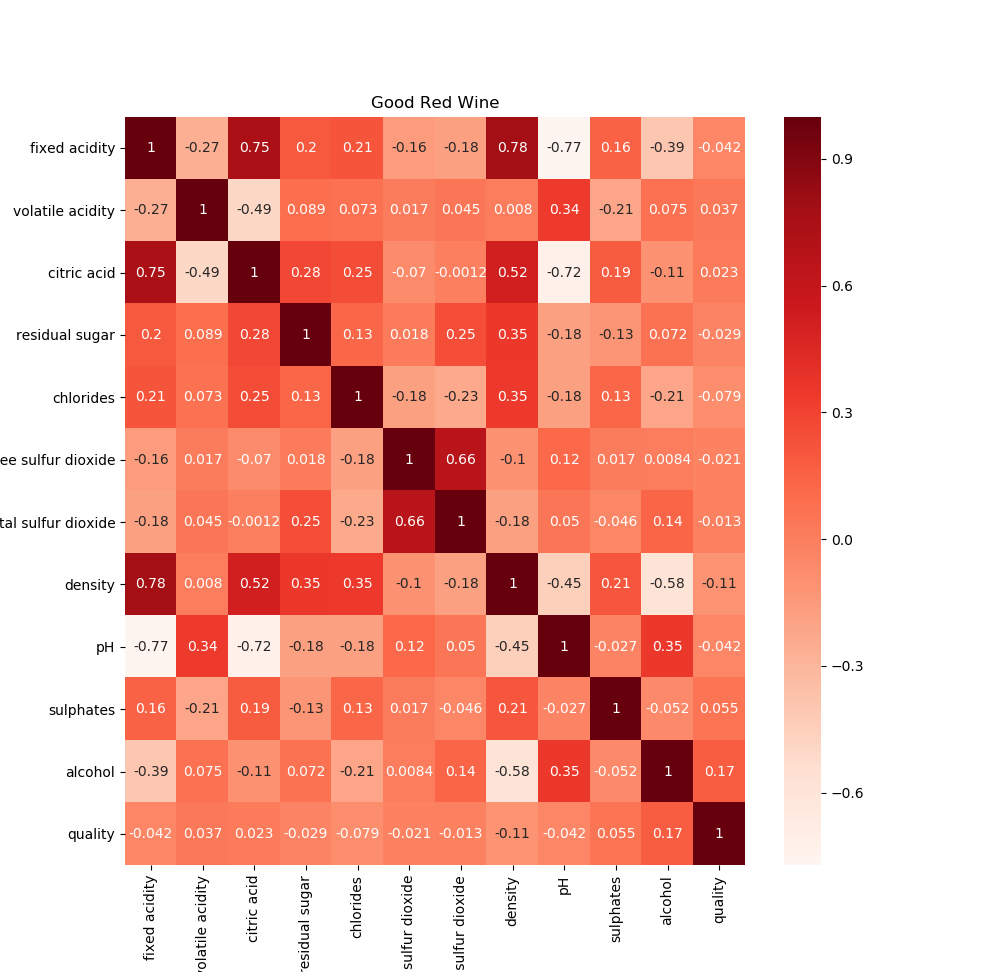 Good Red Wine
fixed acidity 1 -0.27 0.75 0.2 0.21 -0.16 -0.18 0.78 -0.77 0.16 -0.39 -0.042
volatile acidity -0.27 1 -0.49 0.089 0.073 0.017 0.045 0.008 0.34 -0.21 0.075 0.037
citric acid 0.75 -0.49 1 0.28 0.25 -0.07 -0.0012 0.52 -0.72 0.19 -0.11 0.023
residual sugar 0.2 0.089 0.28 1 0.13 0.018 0.25 0.35 -0.18 -0.13 0.072 -0.029
chlorides 0.21 0.073 0.25 0.13 1 -0.18 -0.23 0.35 -0.18 0.13 -0.21 -0.079
ee sulfur dioxide -0.16 0.017 -0.07 0.018 -0.18 1 0.66 -0.1 0.12 0.017 0.0084 -0.021
tal sulfur dioxide -0.18 0.045 -0.0012 0.25 -0.23 0.66 1 -0.18 0.05 -0.046 0.14 -0.013
density 0.78 0.008 0.52 0.35 0.35 -0.1 -0.18 1 -0.45 0.21 -0.58 -0.11
pH -0.77 0.34 -0.72 -0.18 -0.18 0.12 0.05 -0.45 1 -0.027 0.35 -0.042
sulphates 0.16 -0.21 0.19 -0.13 0.13 0.017 -0.046 0.21 -0.027 1 -0.052 0.055
alcohol -0.39 0.075 -0.11 0.072 -0.21 0.0084 0.14 -0.58 0.35 -0.052 1 0.17
quality -0.042 0.037 0.023 -0.029 -0.079 -0.021 -0.013 -0.11 -0.042 0.055 0.17 1
fixed acidity
volatile acidity
citric acid
residual sugar
chlorides
sulfur dioxide
sulfur dioxide
density
pH
sulphates
alcohol
quality
0.9
0.6
0.3
0.0
−0.3
−0.6